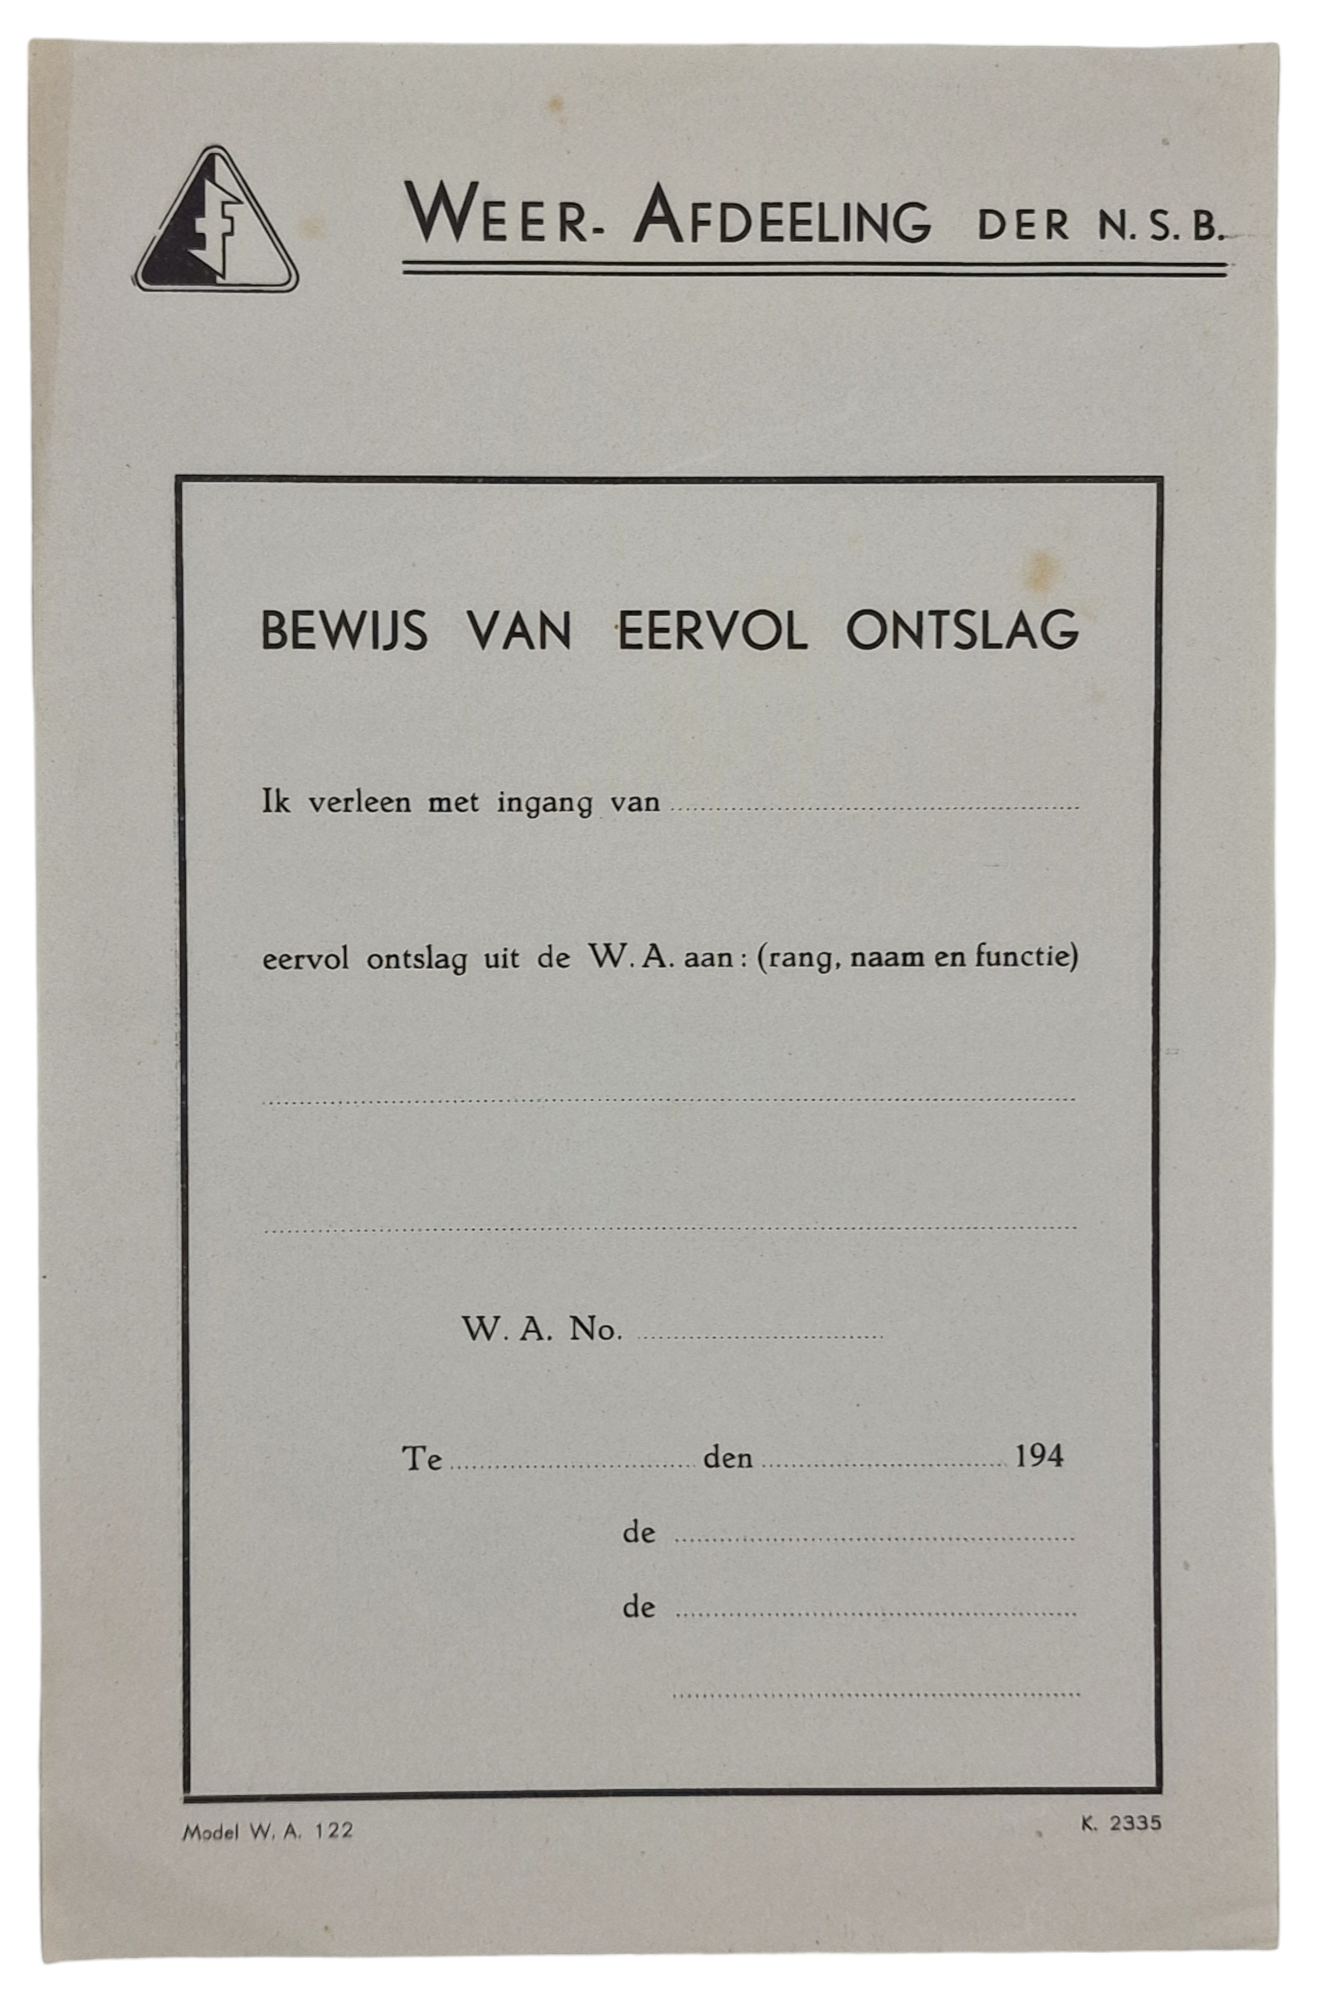 WEER-AFDEELING DER N. S. B.
BEWIJS VAN EERVOL ONTSLAG
Ik verleen met ingang van
eervol ontslag uit de W. A. aan: (rang, naam en functie)
W. A. No.
Te den 194
de
de
Model W. A. 122
K. 2335